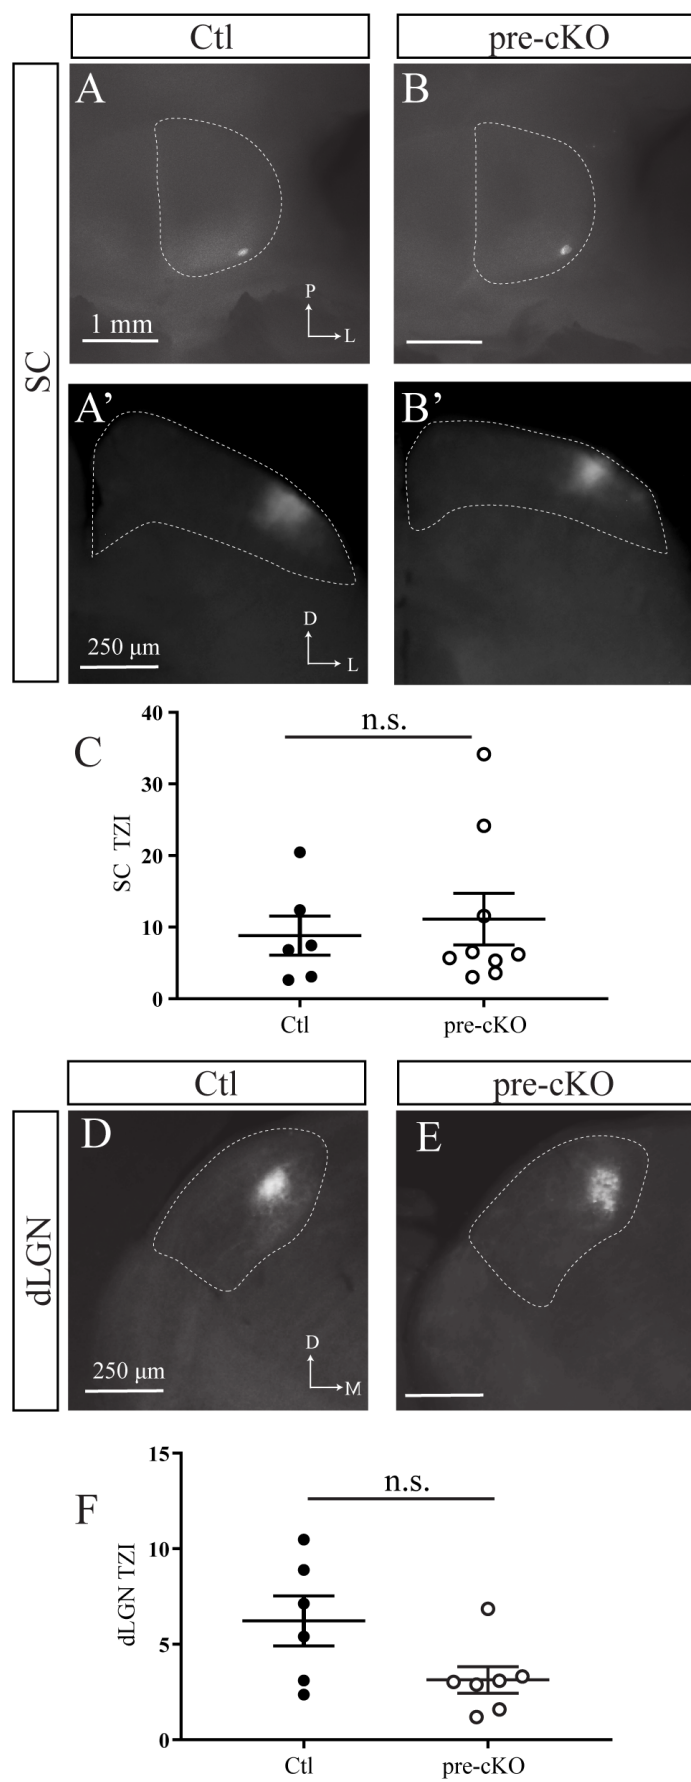 Ctl pre-cKO
SC
A B
P
L
1 mm
A’ B’
D
L
250 μm
C
n.s.
SC TZI
40
30
20
10
0
Ctl pre-cKO
Ctl pre-cKO
dLGN
D E
D
M
250 μm
F
n.s.
dLGN TZI
15
10
5
0
Ctl pre-cKO